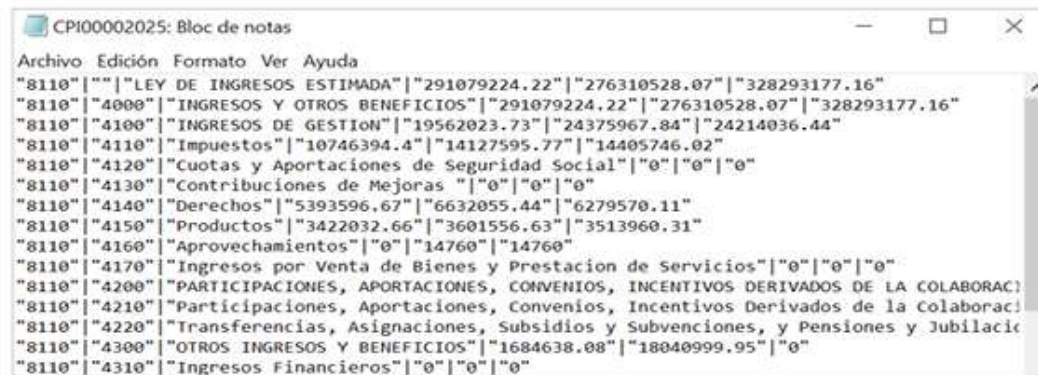 CPI00002025: Bloc de notas
Archivo Edición Formato Ver Ayuda
"8110"|""|"LEY DE INGRESOS ESTIMADA"|"291079224.22"|"276310528.07"|"328293177.16"
"8110"|"4000"|"INGRESOS Y OTROS BENEFICIOS"|"291079224.22"|"276310528.07"|"328293177.16"
"8110"|"4100"|"INGRESOS DE GESTIoN"|"19562023.73"|"24375967.84"|"24214036.44"
"8110"|"4110"|"Impuestos"|"10746394.4"|"14127595.77"|"14405746.02"
"8110"|"4120"|"Cuotas y Aportaciones de Seguridad Social"|"0"|"0"|"0"
"8110"|"4130"|"Contribuciones de Mejoras "|"0"|"0"|"0"
"8110"|"4140"|"Derechos"|"5393596.67"|"6632055.44"|"6279570.11"
"8110"|"4150"|"Productos"|"3422032.66"|"3601556.63"|"3513960.31"
"8110"|"4160"|"Aprovechamientos"|"0"|"14760"|"14760"
"8110"|"4170"|"Ingresos por Venta de Bienes y Prestacion de Servicios"|"0"|"0"|"0"
"8110"|"4200"|"PARTICIPACIONES, APORTACIONES, CONVENIOS, INCENTIVOS DERIVADOS DE LA COLABORACI
"8110"|"4210"|"Participaciones, Aportaciones, Convenios, Incentivos Derivados de la Colaboraci
"8110"|"4220"|"Transferencias, Asignaciones, Subsidios y Subvenciones, y Pensiones y Jubilacic
"8110"|"4300"|"OTROS INGRESOS Y BENEFICIOS"|"1684638.08"|"18040999.95"|"0"
"8110"|"4310"|"Ingresos Financieros"|"0"|"0"|"0"